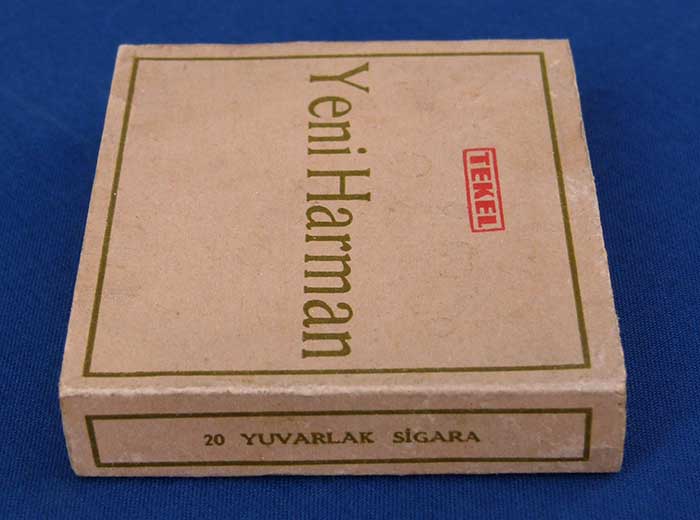 TEKEL
Yeni Harman
20 YUVARLAK SİGARA